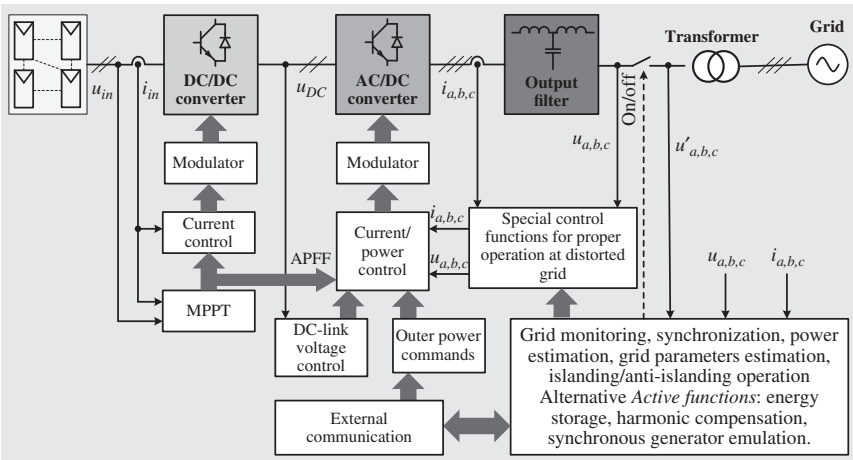 Grid
Transformer
DC/DC
converter
AC/DC
converter
Output
filter
u_in
i_in
u_DC
i_a,b,c
On/off
u_a,b,c
u'_a,b,c
Modulator
Modulator
Current
control
Current/
power
control
i_a,b,c
u_a,b,c
Special control
functions for proper
operation at distorted
grid
APFF
MPPT
u_a,b,c
i_a,b,c
DC-link
voltage
control
Outer power
commands
Grid monitoring, synchronization, power
estimation, grid parameters estimation,
islanding/anti-islanding operation
Alternative Active functions: energy
storage, harmonic compensation,
synchronous generator emulation.
External
communication